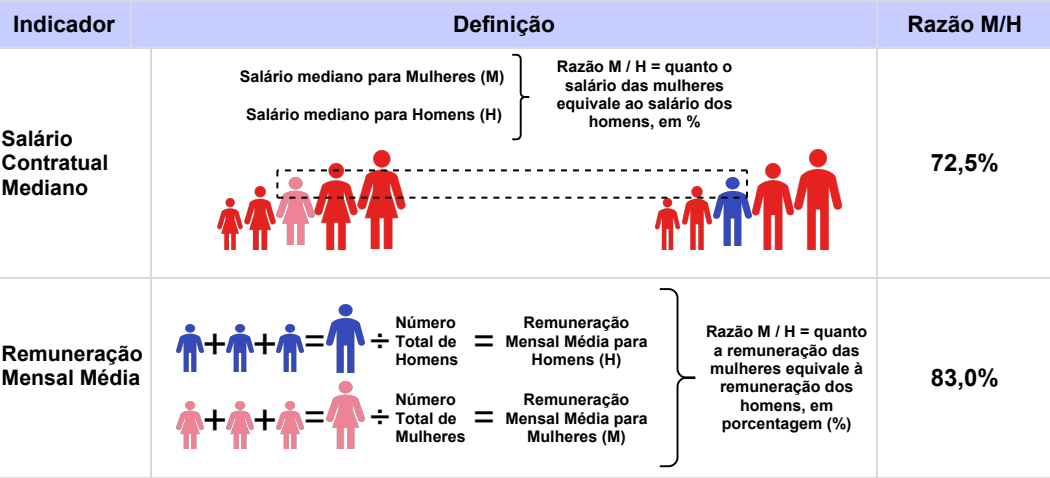 Indicador
Definição
Razão M/H
Salário
Contratual
Mediano
Salário mediano para Mulheres (M)
Salário mediano para Homens (H)
Razão M / H = quanto o
salário das mulheres
equivale ao salário dos
homens, em %
72,5%
Remuneração
Mensal Média
+
+
=
÷
Número
Total de
Homens
=
Remuneração
Mensal Média para
Homens (H)
+
+
=
÷
Número
Total de
Mulheres
=
Remuneração
Mensal Média para
Mulheres (M)
Razão M / H = quanto
a remuneração das
mulheres equivale à
remuneração dos
homens, em
porcentagem (%)
83,0%